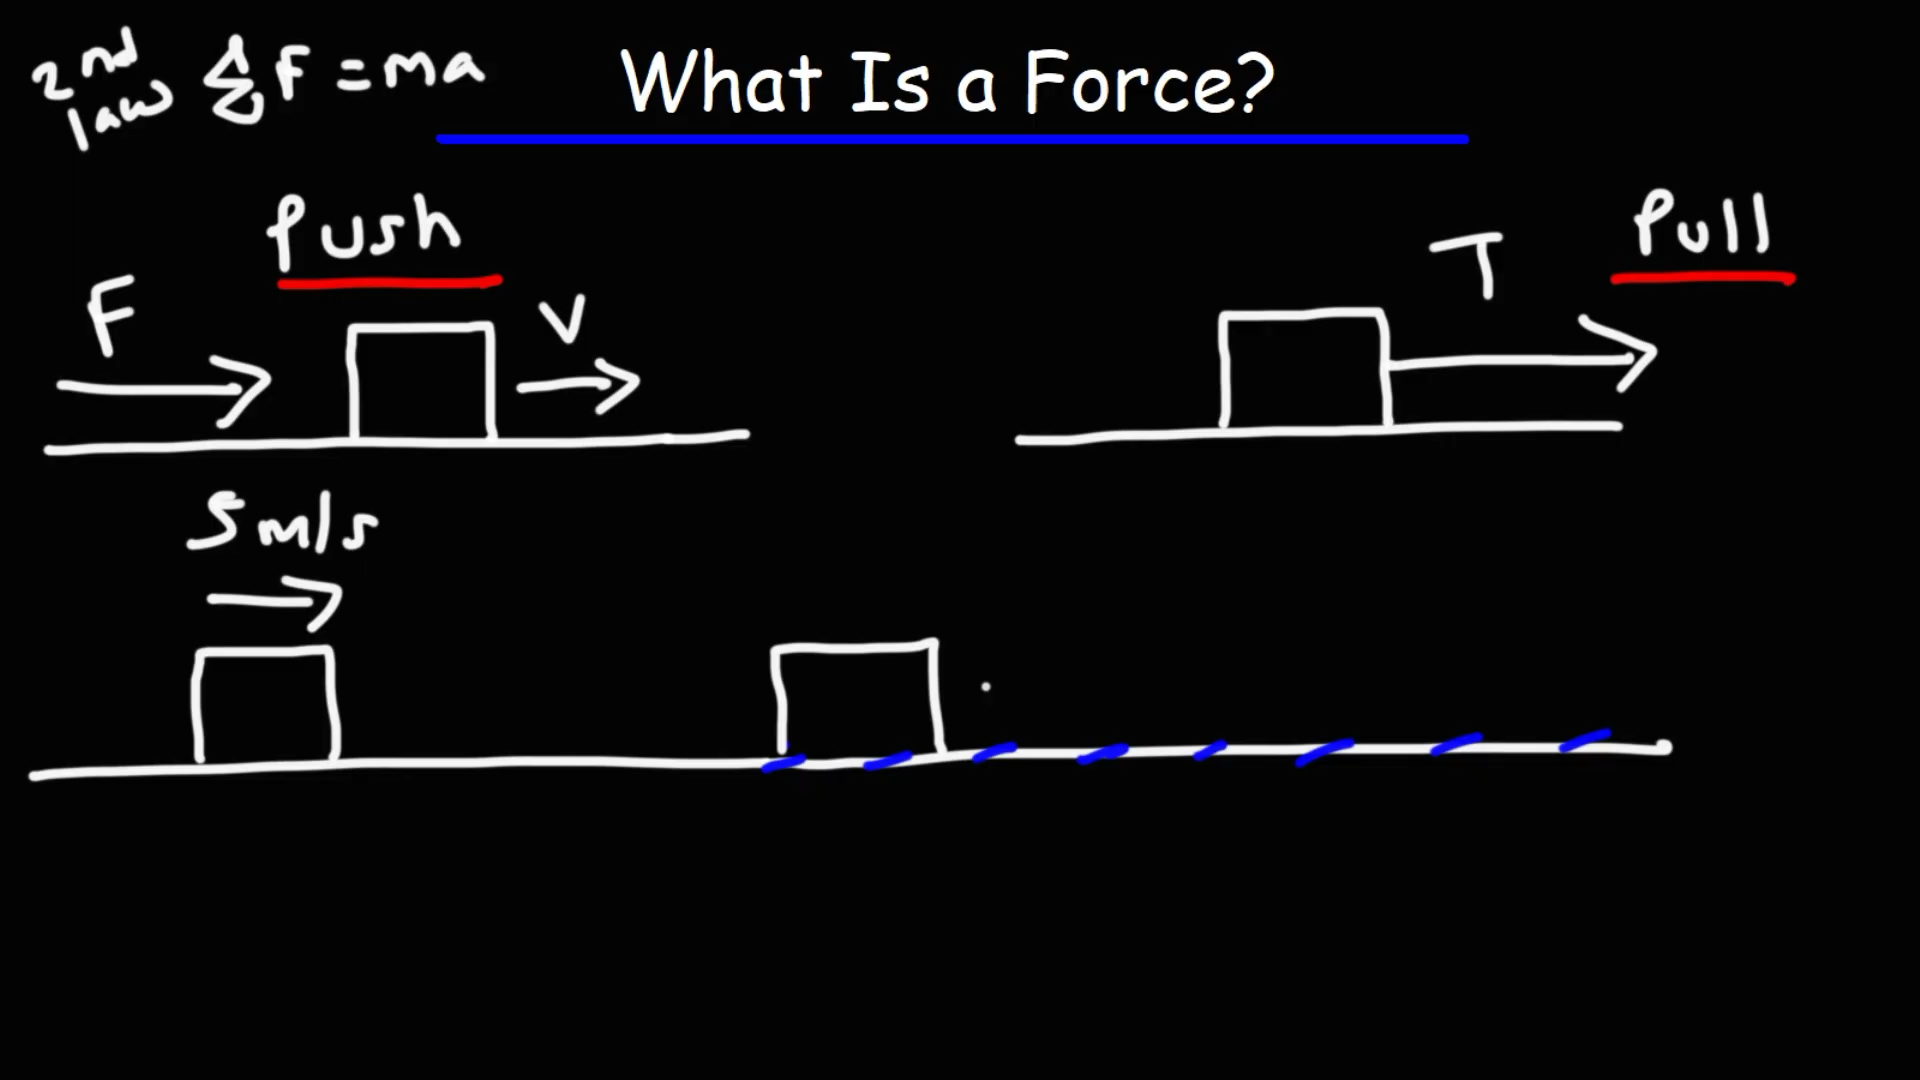 2nd law ΣF = ma
What Is a Force?
Push
Pull
F
V
T
5 m/s